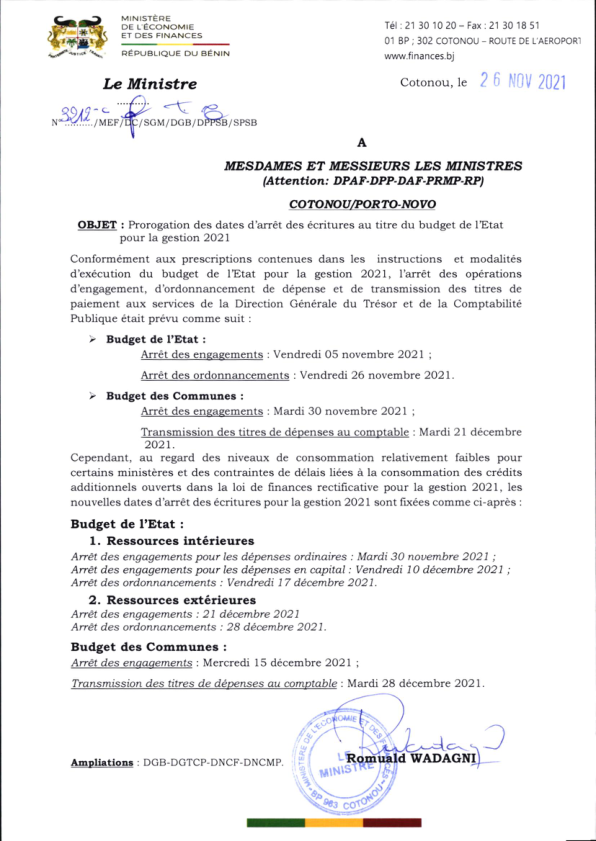 MINISTÈRE
DE L'ÉCONOMIE
ET DES FINANCES
RÉPUBLIQUE DU BÉNIN
Tél : 21 30 10 20 – Fax : 21 30 18 51
01 BP ; 302 COTONOU – ROUTE DE L'AEROPORT
www.finances.bj
Le Ministre
Cotonou, le 26 NOV 2021
N° 3212-c /MEF/DC/SGM/DGB/DPPSB/SPSB
A
MESDAMES ET MESSIEURS LES MINISTRES
(Attention: DPAF-DPP-DAF-PRMP-RP)
COTONOU/PORTO-NOVO
OBJET : Prorogation des dates d'arrêt des écritures au titre du budget de l'Etat
pour la gestion 2021
Conformément aux prescriptions contenues dans les instructions et modalités
d'exécution du budget de l'Etat pour la gestion 2021, l'arrêt des opérations
d'engagement, d'ordonnancement de dépense et de transmission des titres de
paiement aux services de la Direction Générale du Trésor et de la Comptabilité
Publique était prévu comme suit :
➢ Budget de l'Etat :
Arrêt des engagements : Vendredi 05 novembre 2021 ;
Arrêt des ordonnancements : Vendredi 26 novembre 2021.
➢ Budget des Communes :
Arrêt des engagements : Mardi 30 novembre 2021 ;
Transmission des titres de dépenses au comptable : Mardi 21 décembre
2021.
Cependant, au regard des niveaux de consommation relativement faibles pour
certains ministères et des contraintes de délais liées à la consommation des crédits
additionnels ouverts dans la loi de finances rectificative pour la gestion 2021, les
nouvelles dates d'arrêt des écritures pour la gestion 2021 sont fixées comme ci-après :
Budget de l'Etat :
1. Ressources intérieures
Arrêt des engagements pour les dépenses ordinaires : Mardi 30 novembre 2021 ;
Arrêt des engagements pour les dépenses en capital : Vendredi 10 décembre 2021 ;
Arrêt des ordonnancements : Vendredi 17 décembre 2021.
2. Ressources extérieures
Arrêt des engagements : 21 décembre 2021
Arrêt des ordonnancements : 28 décembre 2021.
Budget des Communes :
Arrêt des engagements : Mercredi 15 décembre 2021 ;
Transmission des titres de dépenses au comptable : Mardi 28 décembre 2021.
MINISTERE DE L'ECONOMIE ET DES FINANCES
LE
MINISTRE
BP 963 COTONOU
Romuald WADAGNI
Ampliations : DGB-DGTCP-DNCF-DNCMP.